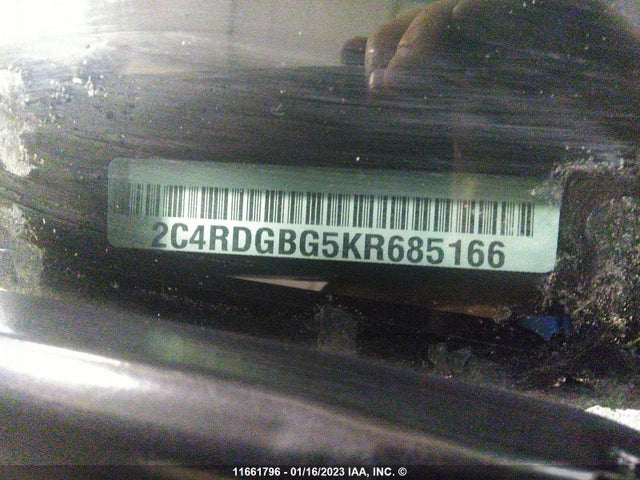 2C4RDGBG5KR685166
11661796 - 01/16/2023 IAA, INC. ©